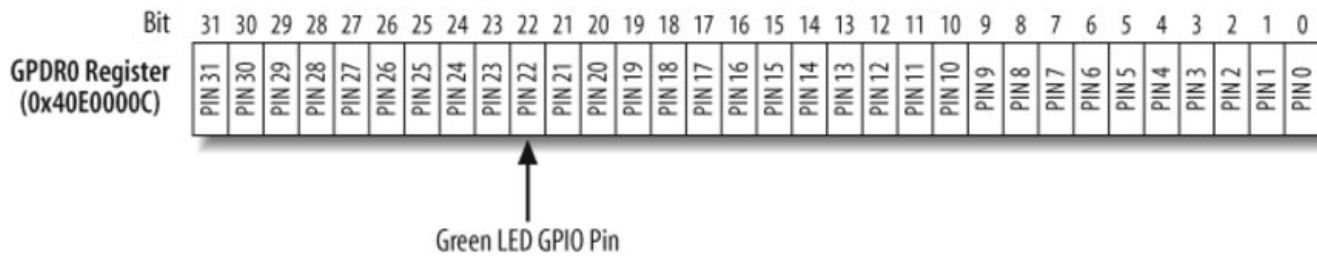 Bit 31 30 29 28 27 26 25 24 23 22 21 20 19 18 17 16 15 14 13 12 11 10 9 8 7 6 5 4 3 2 1 0
GPDR0 Register
(0x40E0000C)
PIN 31 PIN 30 PIN 29 PIN 28 PIN 27 PIN 26 PIN 25 PIN 24 PIN 23 PIN 22 PIN 21 PIN 20 PIN 19 PIN 18 PIN 17 PIN 16 PIN 15 PIN 14 PIN 13 PIN 12 PIN 11 PIN 10 PIN 9 PIN 8 PIN 7 PIN 6 PIN 5 PIN 4 PIN 3 PIN 2 PIN 1 PIN 0
Green LED GPIO Pin